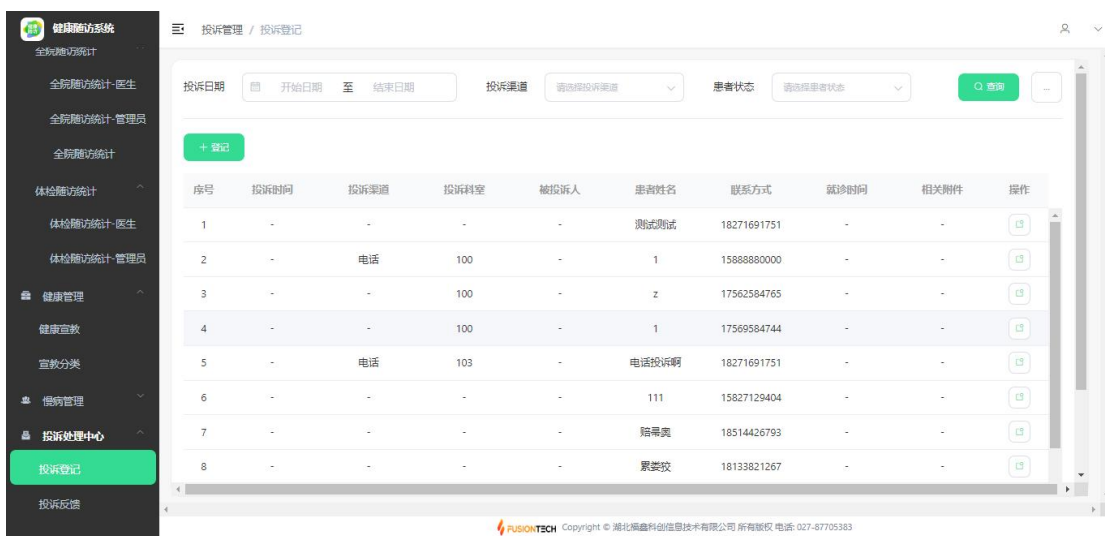 健康随访系统
投诉管理 / 投诉登记
全院随访统计
全院随访统计-医生
全院随访统计-管理员
全院随访统计
体检随访统计
体检随访统计-医生
体检随访统计-管理员
健康管理
健康宣教
宣教分类
慢病管理
投诉处理中心
投诉登记
投诉反馈
投诉日期 开始日期 至 结束日期 投诉渠道 请选择投诉渠道 患者状态 请选择患者状态 查询 ...
+ 登记
序号 投诉时间 投诉渠道 投诉科室 被投诉人 患者姓名 联系方式 就诊时间 相关附件 操作
1 - - - - 测试测试 18271691751 - -
2 - 电话 100 - 1 15888880000 - -
3 - - 100 - z 17562584765 - -
4 - - 100 - 1 17569584744 - -
5 - 电话 103 - 电话投诉啊 18271691751 - -
6 - - - - 111 15827129404 - -
7 - - - - 赔帚奥 18514426793 - -
8 - - - - 累娄狡 18133821267 - -
FUSIONTECH Copyright © 湖北福鑫科创信息技术有限公司 所有版权 电话: 027-87705383